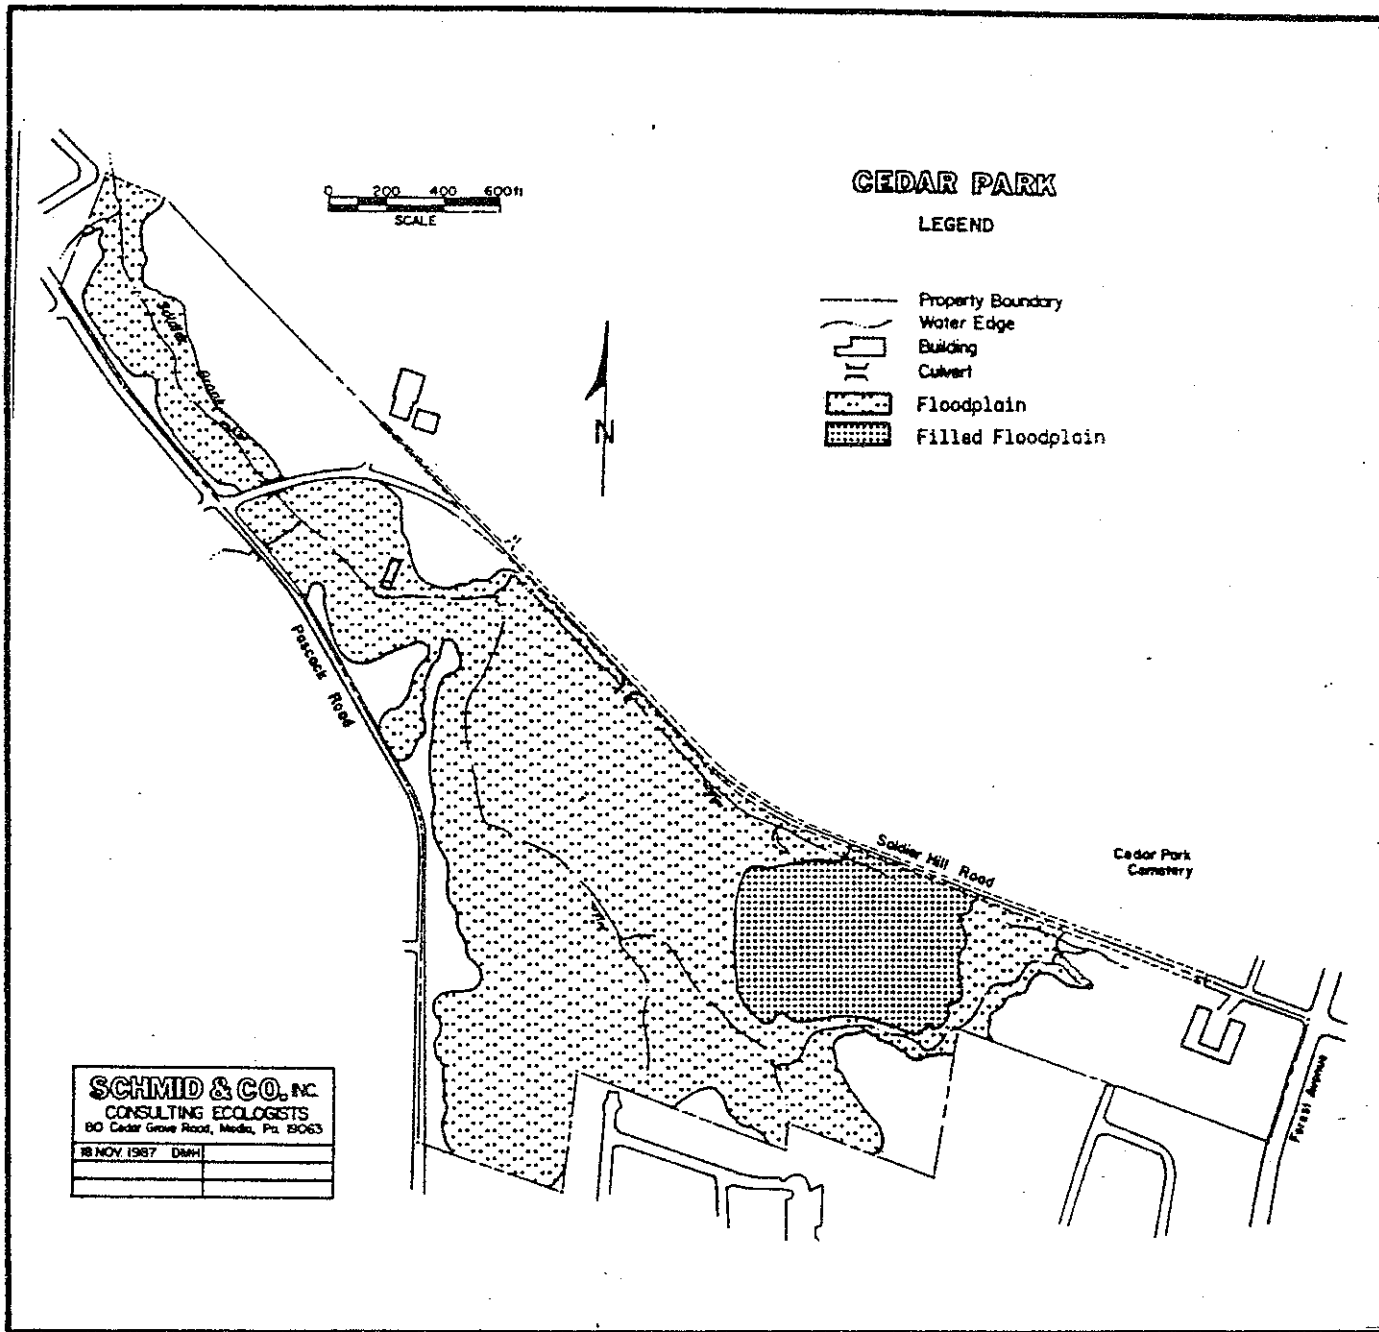 CEDAR PARK
LEGEND
0 200 400 600ft
SCALE
Property Boundary
Water Edge
Building
Culvert
Floodplain
Filled Floodplain
N
Brook
Pascack Road
Soldier Hill Road
Cedar Park
Cemetery
Forest Avenue
SCHMID & CO. INC.
CONSULTING ECOLOGISTS
80 Cedar Grove Road, Media, Pa. 19063
18 NOV. 1987 DMH